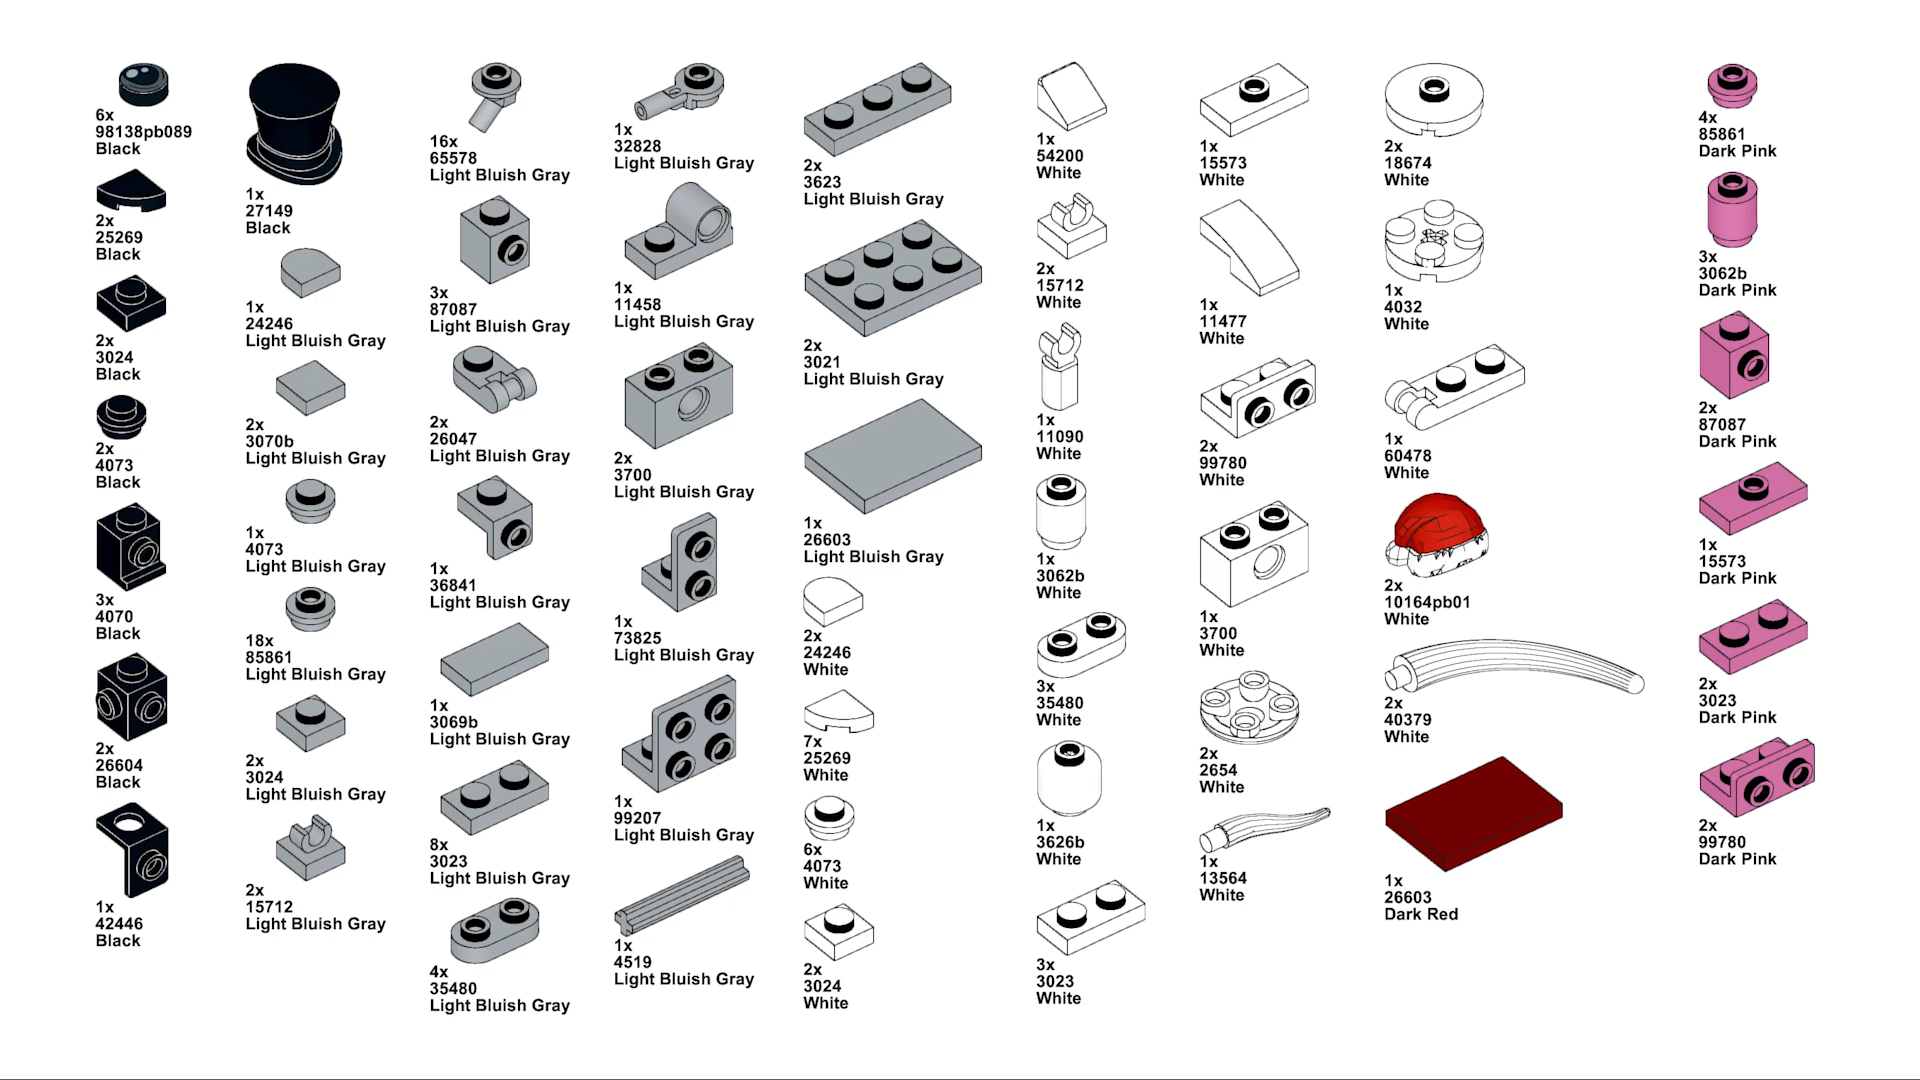 6x
98138pb089
Black
2x
25269
Black
2x
3024
Black
2x
4073
Black
3x
4070
Black
2x
26604
Black
1x
42446
Black
1x
27149
Black
1x
24246
Light Bluish Gray
2x
3070b
Light Bluish Gray
1x
4073
Light Bluish Gray
18x
85861
Light Bluish Gray
2x
3024
Light Bluish Gray
2x
15712
Light Bluish Gray
16x
65578
Light Bluish Gray
3x
87087
Light Bluish Gray
2x
26047
Light Bluish Gray
1x
36841
Light Bluish Gray
1x
3069b
Light Bluish Gray
8x
3023
Light Bluish Gray
4x
35480
Light Bluish Gray
1x
32828
Light Bluish Gray
1x
11458
Light Bluish Gray
2x
3700
Light Bluish Gray
1x
73825
Light Bluish Gray
1x
99207
Light Bluish Gray
1x
4519
Light Bluish Gray
2x
3623
Light Bluish Gray
2x
3021
Light Bluish Gray
1x
26603
Light Bluish Gray
2x
24246
White
7x
25269
White
6x
4073
White
2x
3024
White
1x
54200
White
2x
15712
White
1x
11090
White
1x
3062b
White
3x
35480
White
1x
3626b
White
3x
3023
White
1x
15573
White
1x
11477
White
2x
99780
White
1x
3700
White
2x
2654
White
1x
13564
White
2x
18674
White
1x
4032
White
1x
60478
White
2x
10164pb01
White
2x
40379
White
1x
26603
Dark Red
4x
85861
Dark Pink
3x
3062b
Dark Pink
2x
87087
Dark Pink
1x
15573
Dark Pink
2x
3023
Dark Pink
2x
99780
Dark Pink